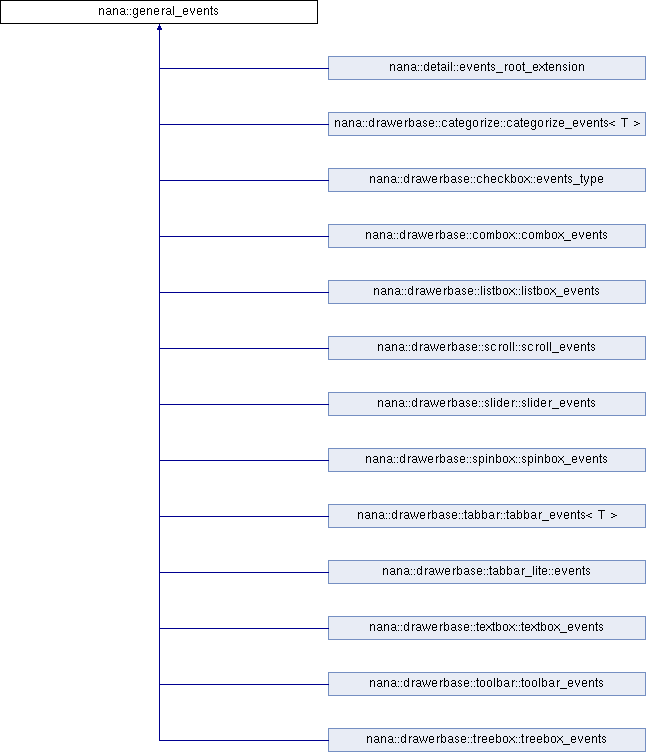 nana::general_events
nana::detail::events_root_extension
nana::drawerbase::categorize::categorize_events< T >
nana::drawerbase::checkbox::events_type
nana::drawerbase::combox::combox_events
nana::drawerbase::listbox::listbox_events
nana::drawerbase::scroll::scroll_events
nana::drawerbase::slider::slider_events
nana::drawerbase::spinbox::spinbox_events
nana::drawerbase::tabbar::tabbar_events< T >
nana::drawerbase::tabbar_lite::events
nana::drawerbase::textbox::textbox_events
nana::drawerbase::toolbar::toolbar_events
nana::drawerbase::treebox::treebox_events